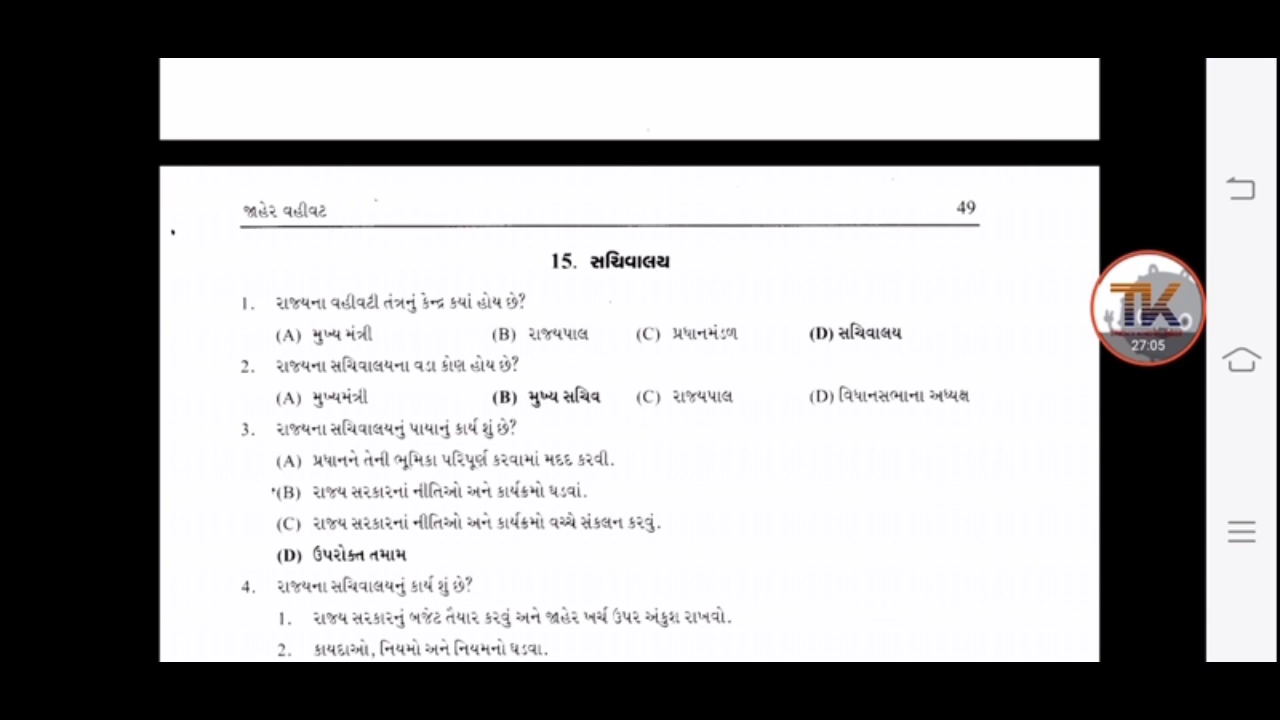 જાહેર વહીવટ 49
15. સચિવાલય
1. રાજ્યના વહીવટી તંત્રનું કેન્દ્ર કયાં હોય છે?
(A) મુખ્ય મંત્રી (B) રાજ્યપાલ (C) પ્રધાનમંડળ (D) સચિવાલય
2. રાજ્યના સચિવાલયના વડા કોણ હોય છે?
(A) મુખ્યમંત્રી (B) મુખ્ય સચિવ (C) રાજ્યપાલ (D) વિધાનસભાના અધ્યક્ષ
3. રાજ્યના સચિવાલયનું પાયાનું કાર્ય શું છે?
(A) પ્રધાનને તેની ભૂમિકા પરિપૂર્ણ કરવામાં મદદ કરવી.
(B) રાજ્ય સરકારનાં નીતિઓ અને કાર્યક્રમો ઘડવાં.
(C) રાજ્ય સરકારનાં નીતિઓ અને કાર્યક્રમો વચ્ચે સંકલન કરવું.
(D) ઉપરોક્ત તમામ
4. રાજ્યના સચિવાલયનું કાર્ય શું છે?
1. રાજ્ય સરકારનું બજેટ તૈયાર કરવું અને જાહેર ખર્ચ ઉપર અંકુશ રાખવો.
2. કાયદાઓ, નિયમો અને નિયમનો ઘડવા.
TK
27:05